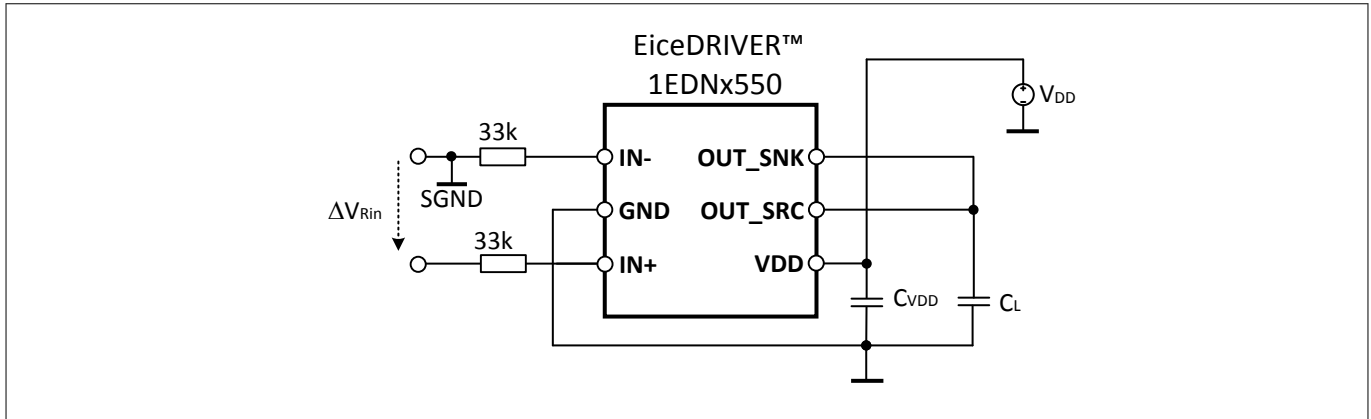 EiceDRIVER™
1EDNx550
VDD
33k
IN-
OUT_SNK
SGND
ΔVRin
GND
OUT_SRC
33k
IN+
VDD
CVDD
CL